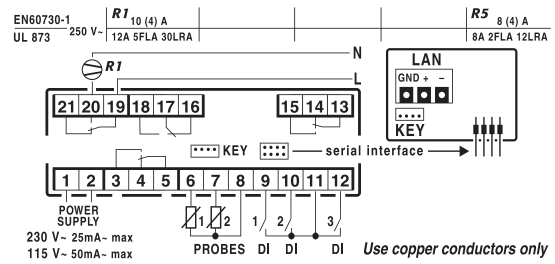 EN60730-1
UL 873
250 V~
R1 10 (4) A
12A 5FLA 30LRA
R5 8 (4) A
8A 2FLA 12LRA
N
R1
L
LAN
GND + -
KEY
21 20 19 18 17 16 15 14 13
KEY
serial interface
1 2 3 4 5 6 7 8 9 10 11 12
POWER
SUPPLY
1 2 1 2 3
230 V~ 25mA~ max
115 V~ 50mA~ max
PROBES DI DI DI
Use copper conductors only